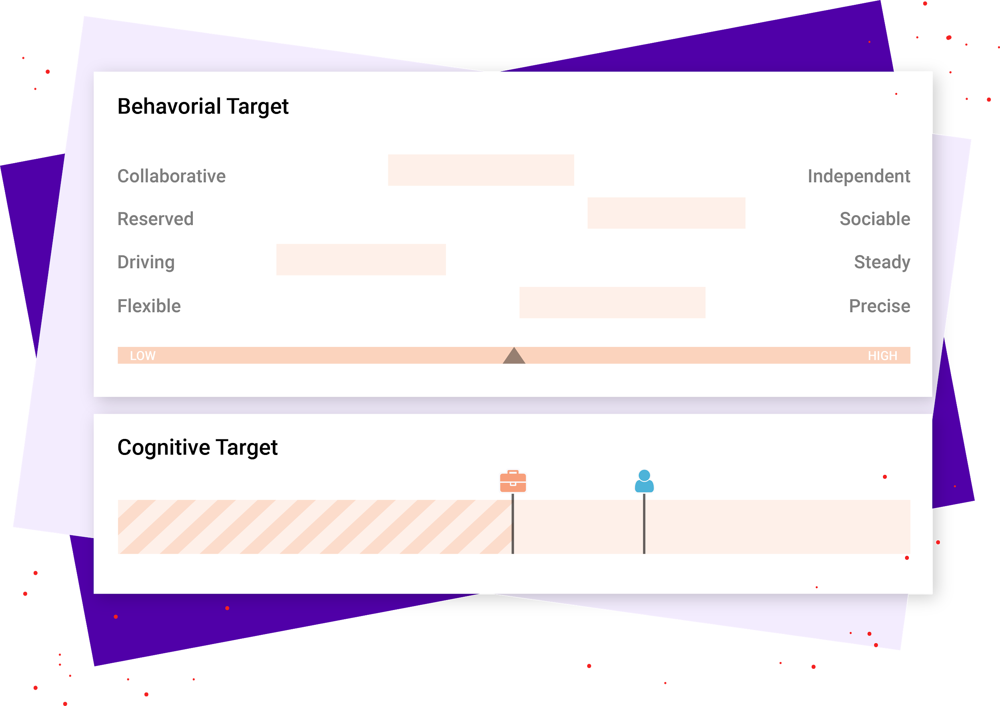 Behavorial Target
Collaborative Independent
Reserved Sociable
Driving Steady
Flexible Precise
LOW HIGH
Cognitive Target